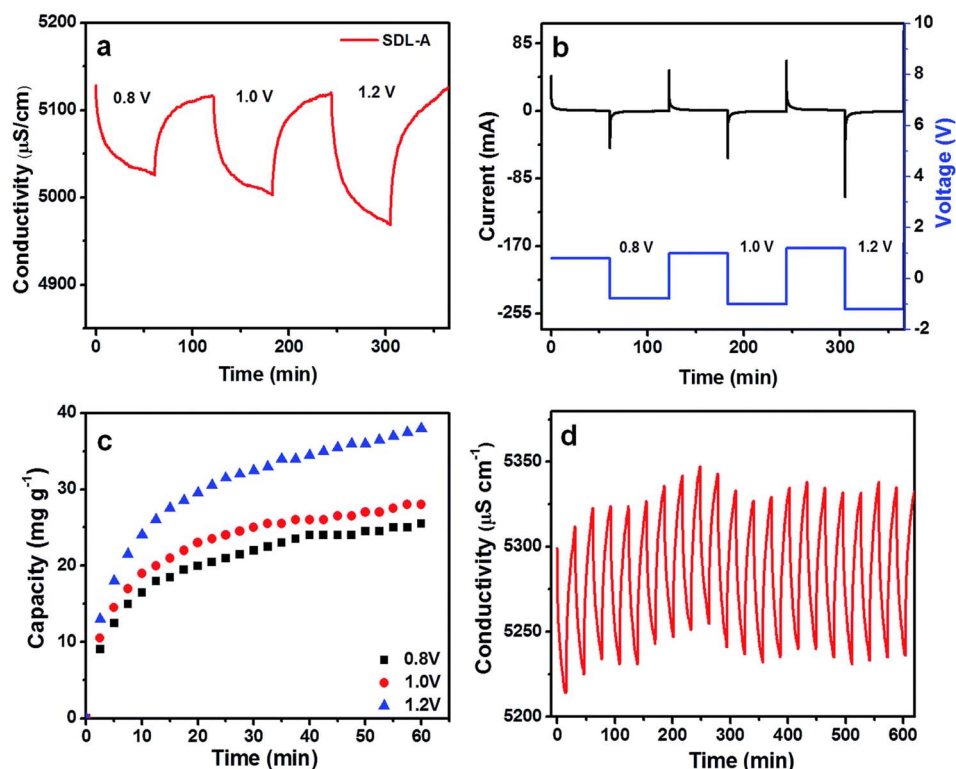 a
SDL-A
0.8 V
1.0 V
1.2 V
5200
5100
5000
4900
Conductivity (μS/cm)
0
100
200
300
Time (min)
b
85
0
-85
-170
-255
Current (mA)
10
8
6
4
2
0
-2
Voltage (V)
0.8 V
1.0 V
1.2 V
0
100
200
300
Time (min)
c
40
30
20
10
0
Capacity (mg g-1)
0.8V
1.0V
1.2V
0
10
20
30
40
50
60
Time (min)
d
5350
5300
5250
5200
Conductivity (μS cm-1)
0
100
200
300
400
500
600
Time (min)